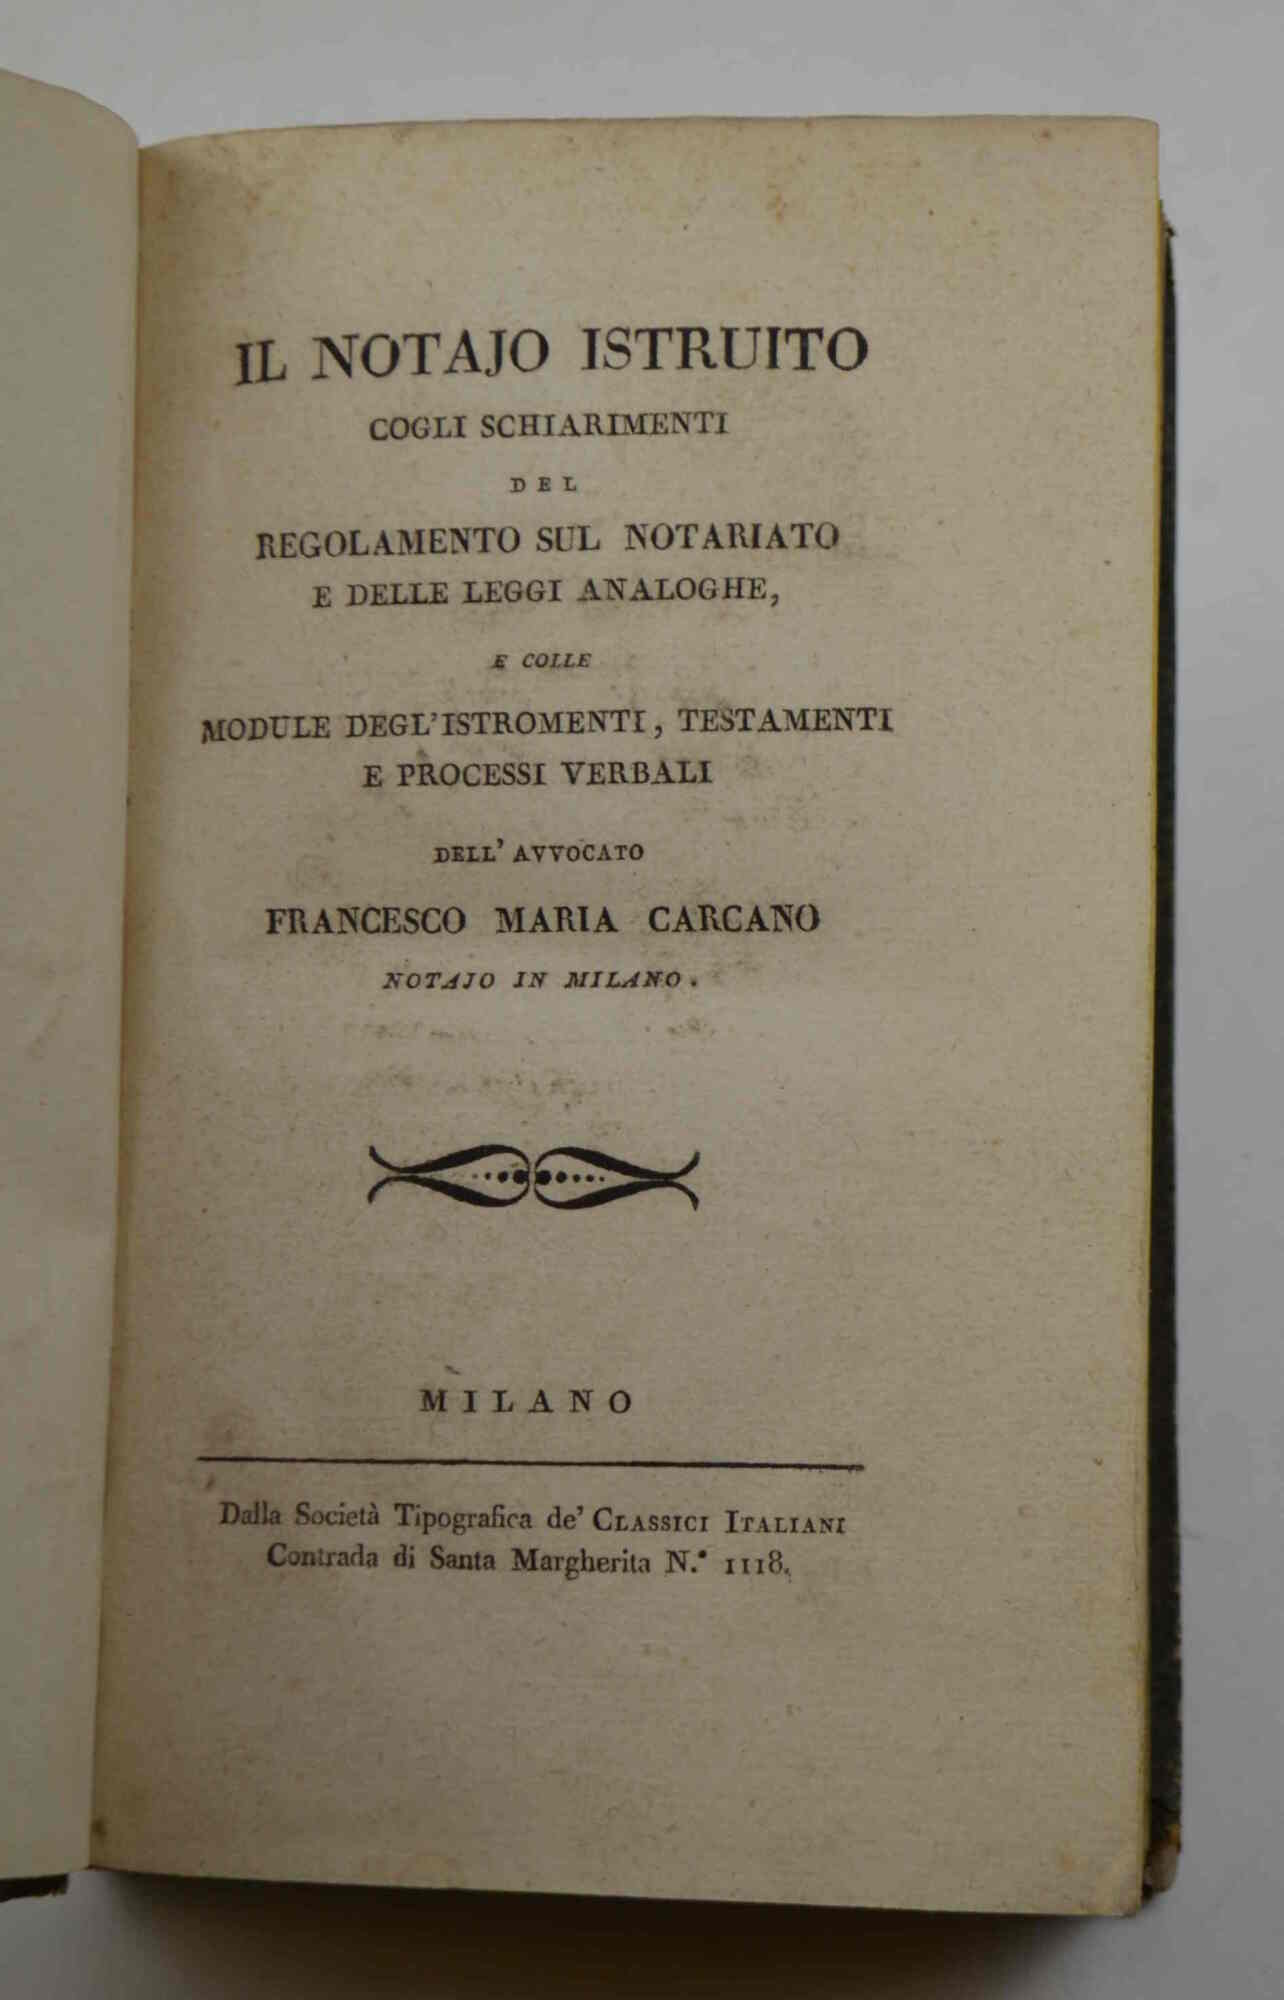 IL NOTAJO ISTRUITO
COGLI SCHIARIMENTI
DEL
REGOLAMENTO SUL NOTARIATO
E DELLE LEGGI ANALOGHE,
E COLLE
MODULE DEGL'ISTROMENTI, TESTAMENTI
E PROCESSI VERBALI
DELL' AVVOCATO
FRANCESCO MARIA CARCANO
NOTAJO IN MILANO.
MILANO
Dalla Società Tipografica de' CLASSICI ITALIANI
Contrada di Santa Margherita N.° 1118.